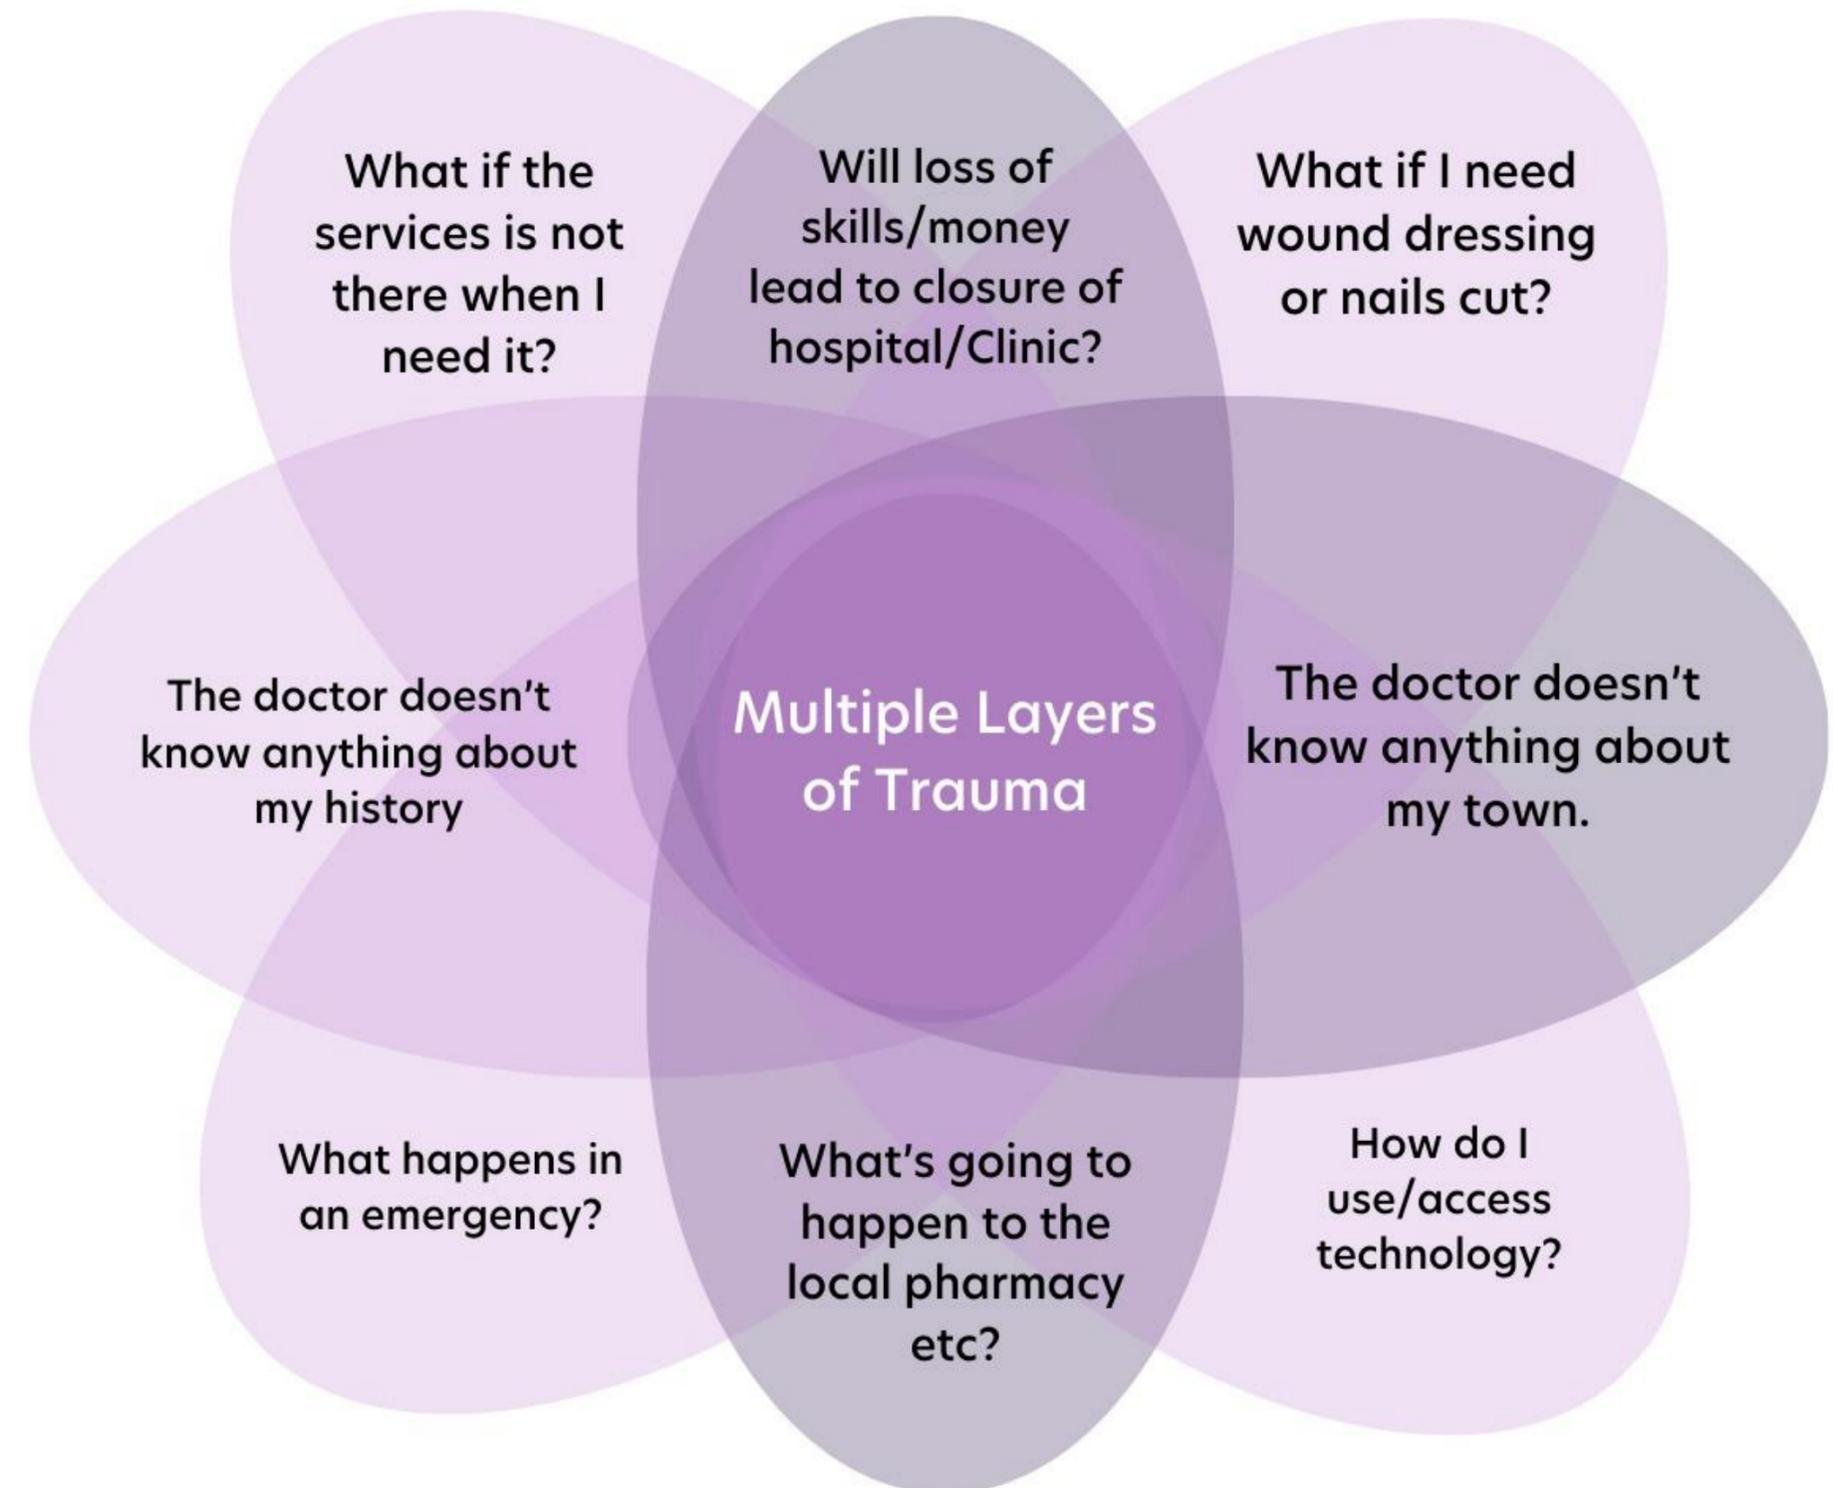 What if the
services is not
there when I
need it?
Will loss of
skills/money
lead to closure of
hospital/Clinic?
What if I need
wound dressing
or nails cut?
The doctor doesn't
know anything about
my history
Multiple Layers
of Trauma
The doctor doesn't
know anything about
my town.
What happens in
an emergency?
What's going to
happen to the
local pharmacy
etc?
How do I
use/access
technology?